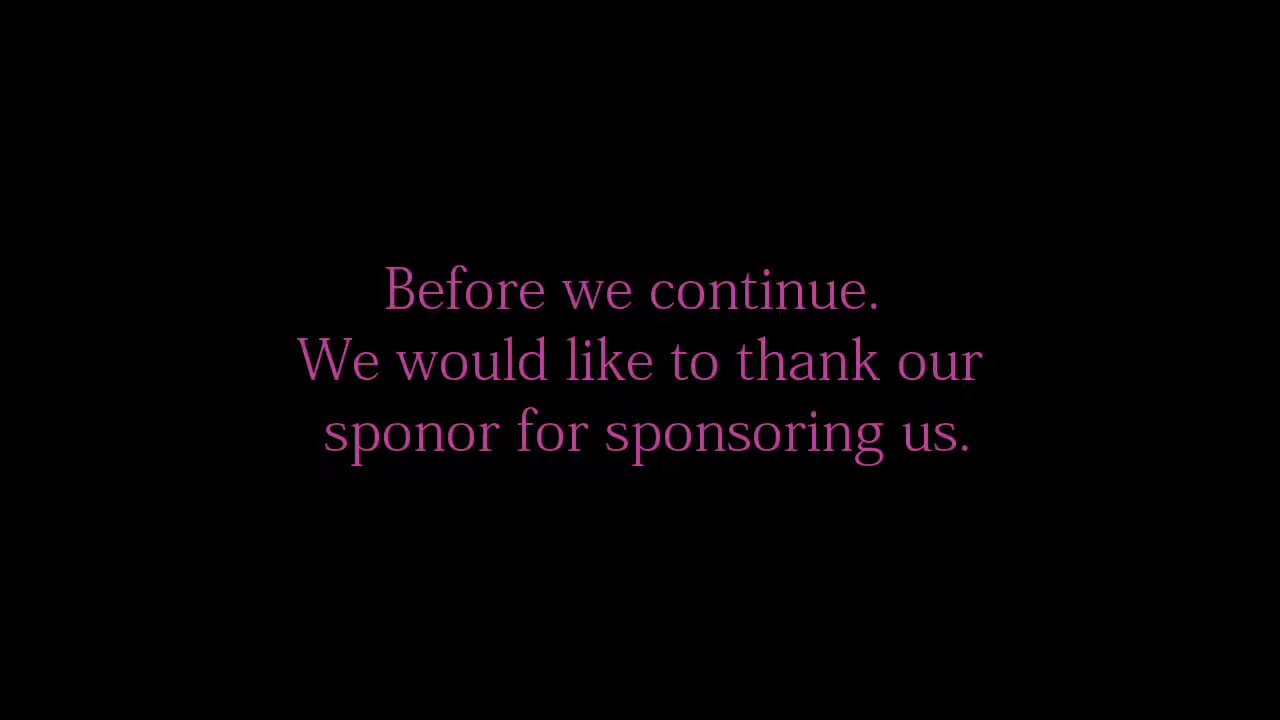 Before we continue.
We would like to thank our
sponor for sponsoring us.